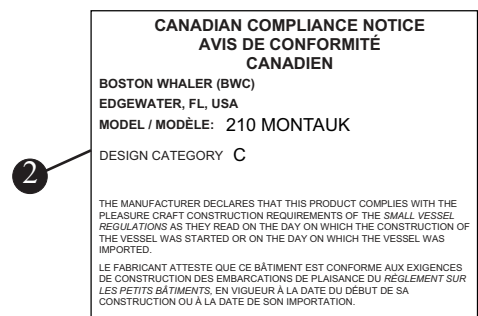 CANADIAN COMPLIANCE NOTICE
AVIS DE CONFORMITÉ
CANADIEN
BOSTON WHALER (BWC)
EDGEWATER, FL, USA
MODEL / MODÈLE: 210 MONTAUK
DESIGN CATEGORY C
2
THE MANUFACTURER DECLARES THAT THIS PRODUCT COMPLIES WITH THE
PLEASURE CRAFT CONSTRUCTION REQUIREMENTS OF THE SMALL VESSEL
REGULATIONS AS THEY READ ON THE DAY ON WHICH THE CONSTRUCTION OF
THE VESSEL WAS STARTED OR ON THE DAY ON WHICH THE VESSEL WAS
IMPORTED.
LE FABRICANT ATTESTE QUE CE BÂTIMENT EST CONFORME AUX EXIGENCES
DE CONSTRUCTION DES EMBARCATIONS DE PLAISANCE DU RÈGLEMENT SUR
LES PETITS BÂTIMENTS, EN VIGUEUR À LA DATE DU DÉBUT DE SA
CONSTRUCTION OU À LA DATE DE SON IMPORTATION.